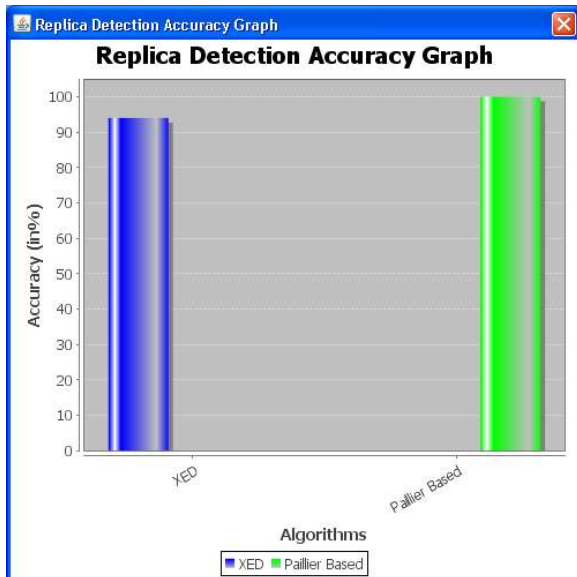 Replica Detection Accuracy Graph
Replica Detection Accuracy Graph
100
90
80
70
60
50
40
30
20
10
0
Accuracy (in%)
XED
Paillier Based
Algorithms
XED Paillier Based